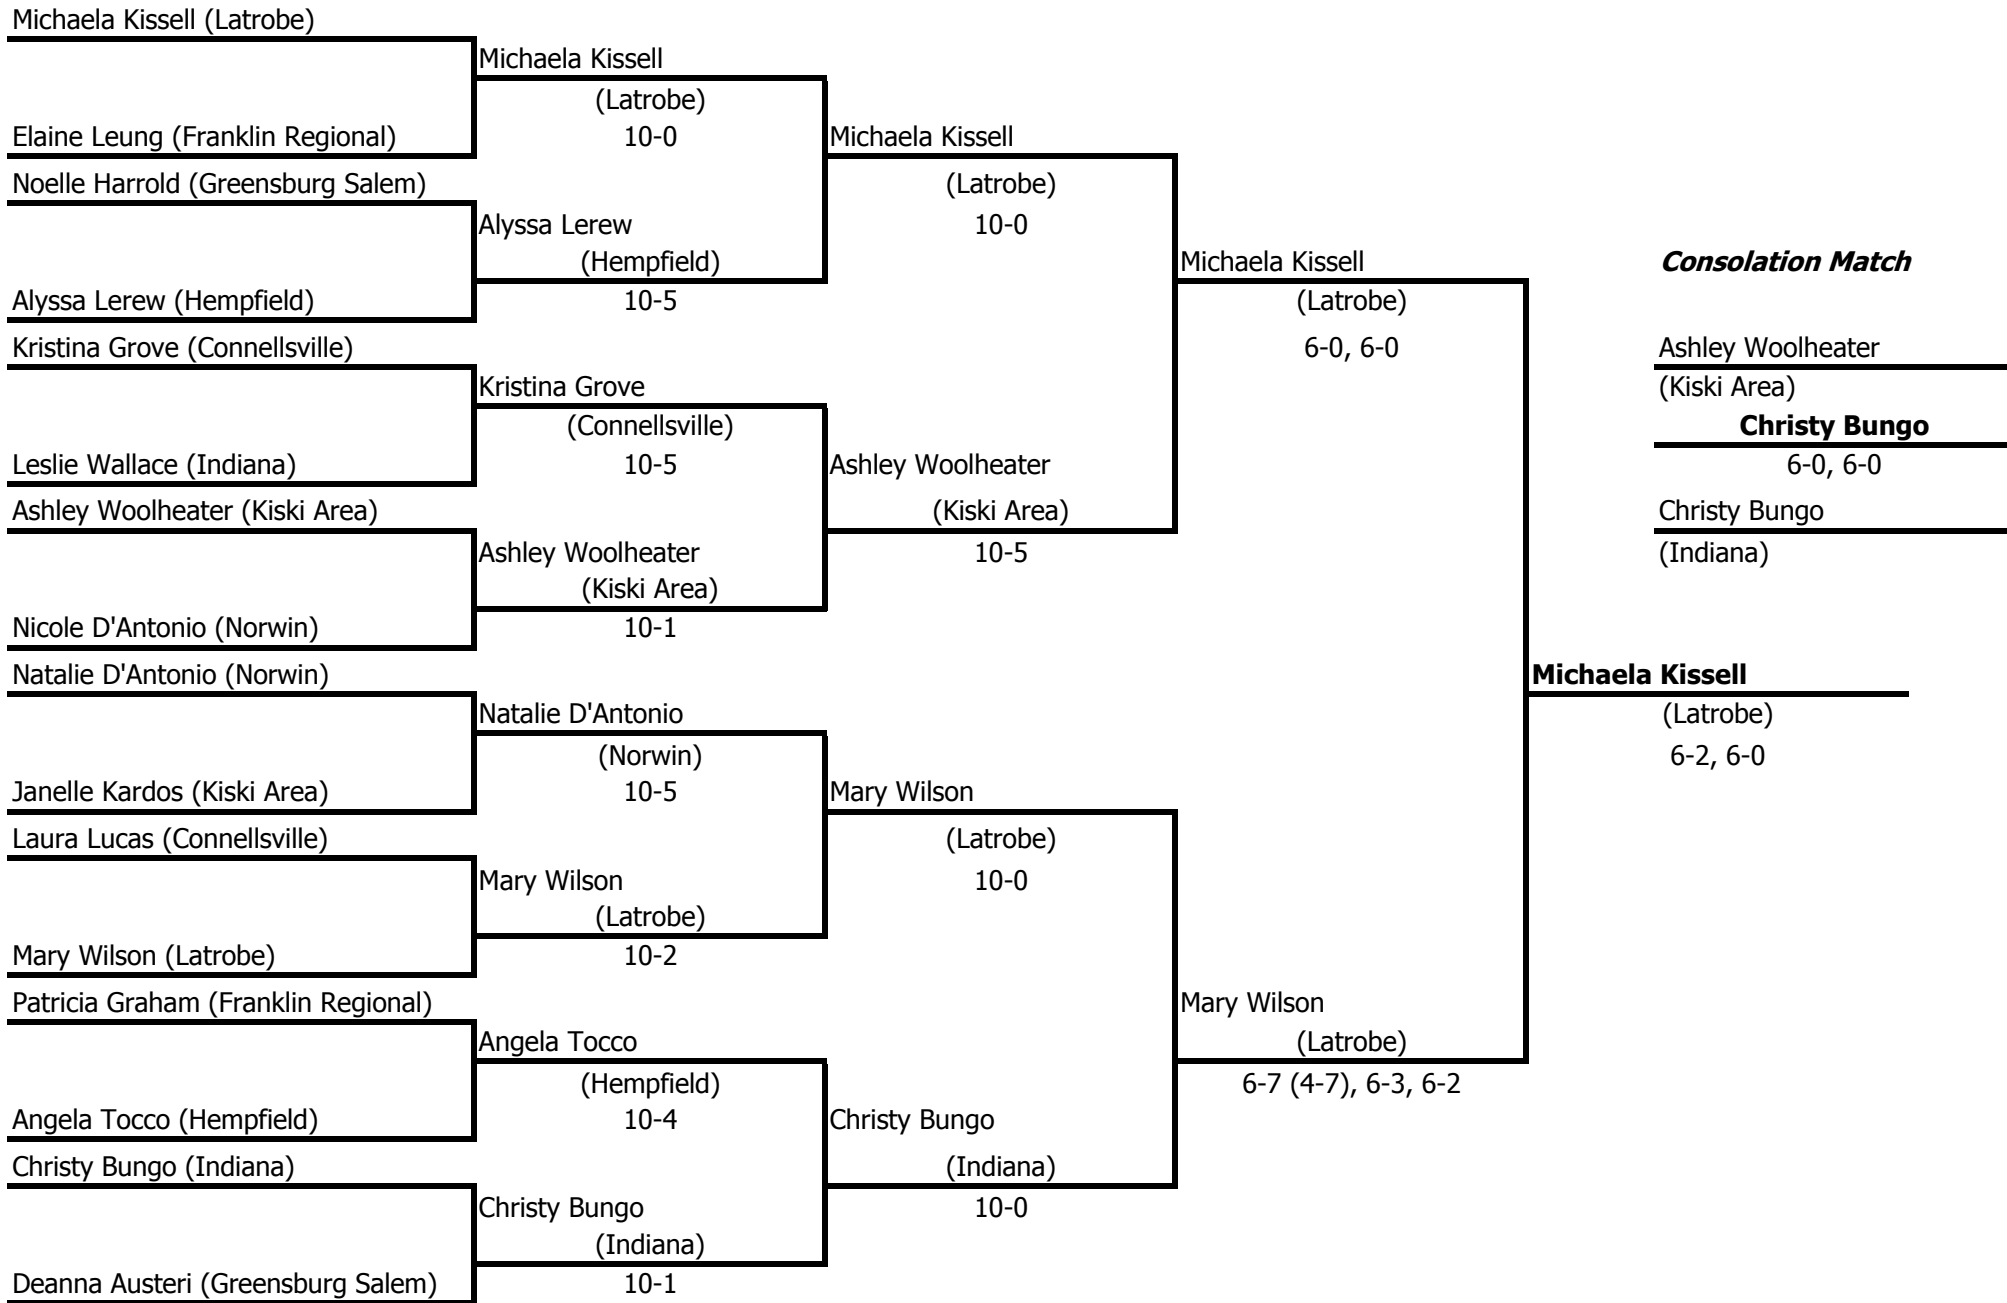 Michaela Kissell (Latrobe)
Michaela Kissell
(Latrobe)
Elaine Leung (Franklin Regional)
10-0
Michaela Kissell
Noelle Harrold (Greensburg Salem)
(Latrobe)
Alyssa Lerew
10-0
(Hempfield)
Michaela Kissell
Consolation Match
Alyssa Lerew (Hempfield)
10-5
(Latrobe)
Kristina Grove (Connellsville)
6-0, 6-0
Ashley Woolheater
Kristina Grove
(Kiski Area)
(Connellsville)
Christy Bungo
Leslie Wallace (Indiana)
10-5
Ashley Woolheater
6-0, 6-0
Ashley Woolheater (Kiski Area)
(Kiski Area)
Christy Bungo
Ashley Woolheater
10-5
(Indiana)
(Kiski Area)
Nicole D'Antonio (Norwin)
10-1
Natalie D'Antonio (Norwin)
Michaela Kissell
Natalie D'Antonio
(Latrobe)
(Norwin)
6-2, 6-0
Janelle Kardos (Kiski Area)
10-5
Mary Wilson
Laura Lucas (Connellsville)
(Latrobe)
Mary Wilson
10-0
(Latrobe)
Mary Wilson (Latrobe)
10-2
Patricia Graham (Franklin Regional)
Mary Wilson
Angela Tocco
(Latrobe)
(Hempfield)
6-7 (4-7), 6-3, 6-2
Angela Tocco (Hempfield)
10-4
Christy Bungo
Christy Bungo (Indiana)
(Indiana)
Christy Bungo
10-0
(Indiana)
Deanna Austeri (Greensburg Salem)
10-1